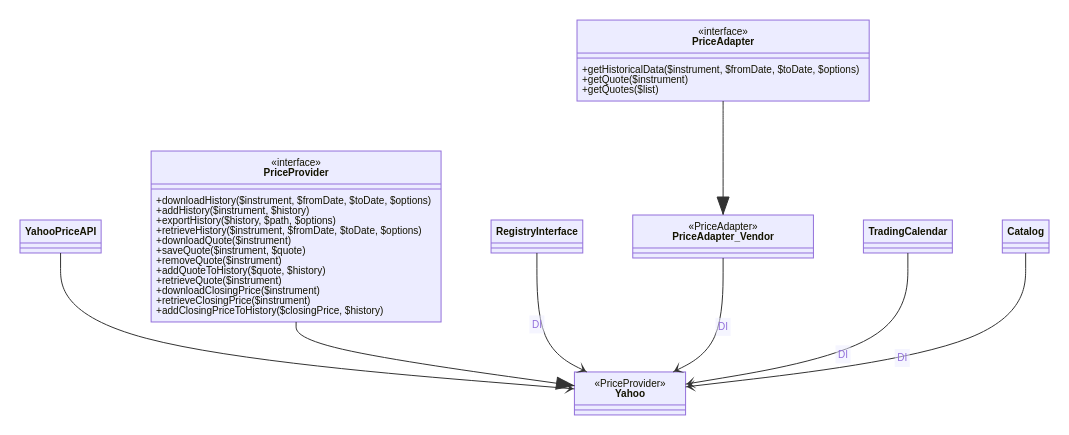 «interface»
PriceAdapter
+getHistoricalData($instrument, $fromDate, $toDate, $options)
+getQuote($instrument)
+getQuotes($list)
«interface»
PriceProvider
+downloadHistory($instrument, $fromDate, $toDate, $options)
+addHistory($instrument, $history)
+exportHistory($history, $path, $options)
+retrieveHistory($instrument, $fromDate, $toDate, $options)
+downloadQuote($instrument)
+saveQuote($instrument, $quote)
+removeQuote($instrument)
+addQuoteToHistory($quote, $history)
+retrieveQuote($instrument)
+downloadClosingPrice($instrument)
+retrieveClosingPrice($instrument)
+addClosingPriceToHistory($closingPrice, $history)
YahooPriceAPI
RegistryInterface
«PriceAdapter»
PriceAdapter_Vendor
TradingCalendar
Catalog
DI
DI
DI
DI
«PriceProvider»
Yahoo